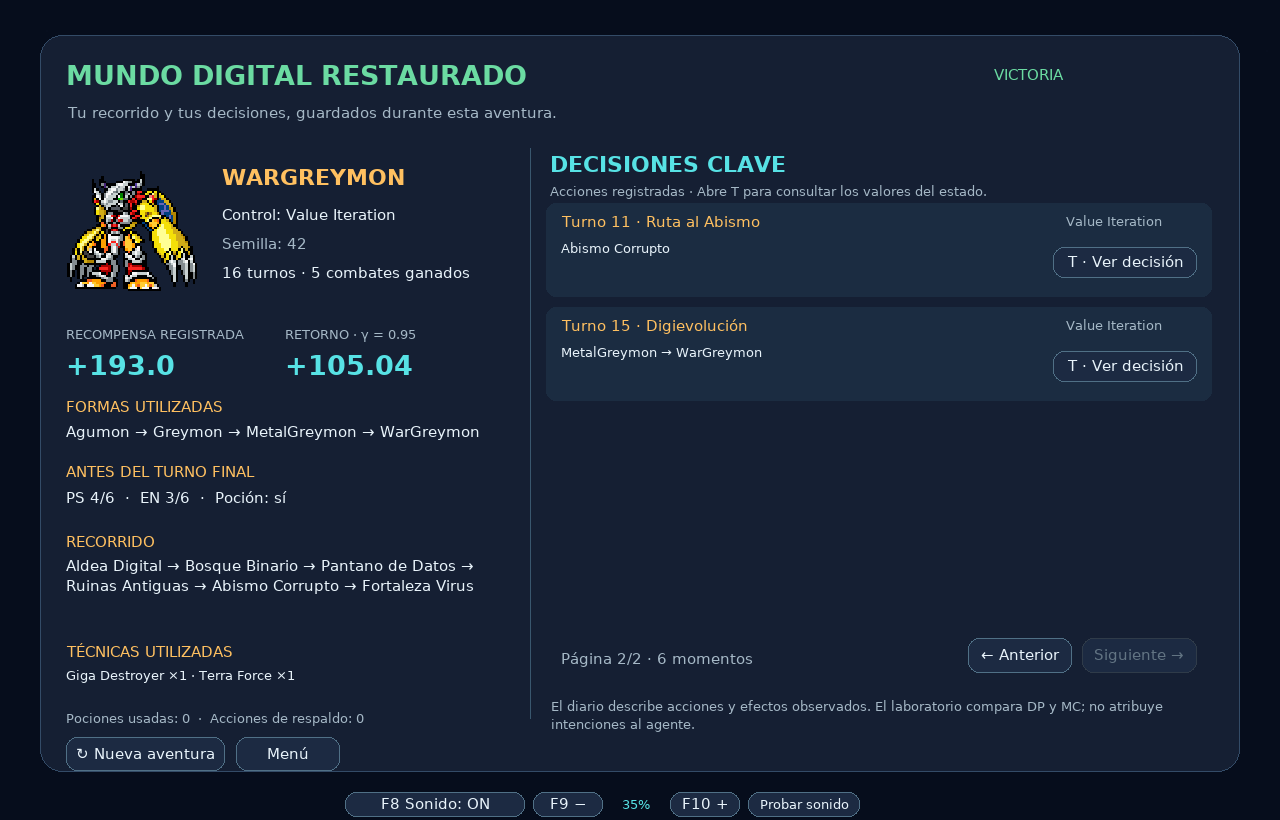 MUNDO DIGITAL RESTAURADO
VICTORIA
Tu recorrido y tus decisiones, guardados durante esta aventura.
WARGREYMON
Control: Value Iteration
Semilla: 42
16 turnos · 5 combates ganados
RECOMPENSA REGISTRADA
RETORNO · γ = 0.95
+193.0
+105.04
FORMAS UTILIZADAS
Agumon → Greymon → MetalGreymon → WarGreymon
ANTES DEL TURNO FINAL
PS 4/6 · EN 3/6 · Poción: sí
RECORRIDO
Aldea Digital → Bosque Binario → Pantano de Datos →
Ruinas Antiguas → Abismo Corrupto → Fortaleza Virus
TÉCNICAS UTILIZADAS
Giga Destroyer ×1 · Terra Force ×1
Pociones usadas: 0 · Acciones de respaldo: 0
↻ Nueva aventura
Menú
DECISIONES CLAVE
Acciones registradas · Abre T para consultar los valores del estado.
Turno 11 · Ruta al Abismo
Value Iteration
Abismo Corrupto
T · Ver decisión
Turno 15 · Digievolución
Value Iteration
MetalGreymon → WarGreymon
T · Ver decisión
Página 2/2 · 6 momentos
← Anterior
Siguiente →
El diario describe acciones y efectos observados. El laboratorio compara DP y MC; no atribuye
intenciones al agente.
F8 Sonido: ON
F9 −
35%
F10 +
Probar sonido